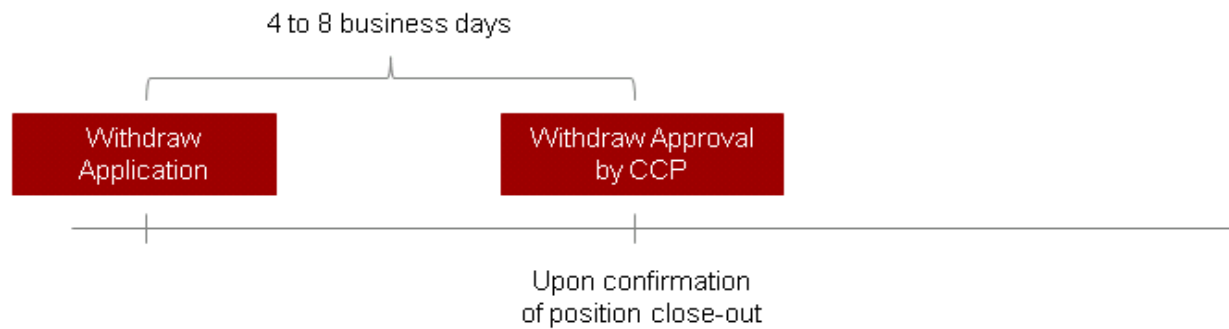 4 to 8 business days
Withdraw
Application
Withdraw Approval
by CCP
Upon confirmation
of position close-out